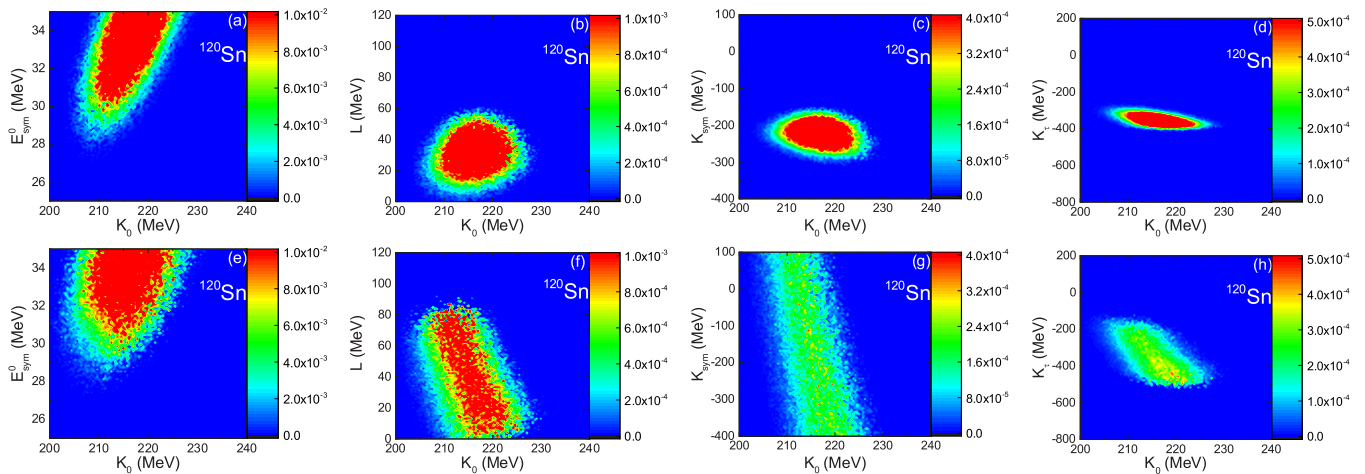 (a)
¹²⁰Sn
E⁰sym (MeV)
34
32
30
28
26
200 210 220 230 240
K₀ (MeV)
1.0x10⁻²
8.0x10⁻³
6.0x10⁻³
4.0x10⁻³
2.0x10⁻³
0.0
(b)
¹²⁰Sn
L (MeV)
120
100
80
60
40
20
0
200 210 220 230 240
K₀ (MeV)
1.0x10⁻³
8.0x10⁻⁴
6.0x10⁻⁴
4.0x10⁻⁴
2.0x10⁻⁴
0.0
(c)
¹²⁰Sn
Ksym (MeV)
100
0
-100
-200
-300
-400
200 210 220 230 240
K₀ (MeV)
4.0x10⁻⁴
3.2x10⁻⁴
2.4x10⁻⁴
1.6x10⁻⁴
8.0x10⁻⁵
0.0
(d)
¹²⁰Sn
Kτ (MeV)
200
0
-200
-400
-600
-800
200 210 220 230 240
K₀ (MeV)
5.0x10⁻⁴
4.0x10⁻⁴
3.0x10⁻⁴
2.0x10⁻⁴
1.0x10⁻⁴
0.0
(e)
¹²⁰Sn
E⁰sym (MeV)
34
32
30
28
26
200 210 220 230 240
K₀ (MeV)
1.0x10⁻²
8.0x10⁻³
6.0x10⁻³
4.0x10⁻³
2.0x10⁻³
0.0
(f)
¹²⁰Sn
L (MeV)
120
100
80
60
40
20
0
200 210 220 230 240
K₀ (MeV)
1.0x10⁻³
8.0x10⁻⁴
6.0x10⁻⁴
4.0x10⁻⁴
2.0x10⁻⁴
0.0
(g)
¹²⁰Sn
Ksym (MeV)
100
0
-100
-200
-300
-400
200 210 220 230 240
K₀ (MeV)
4.0x10⁻⁴
3.2x10⁻⁴
2.4x10⁻⁴
1.6x10⁻⁴
8.0x10⁻⁵
0.0
(h)
¹²⁰Sn
Kτ (MeV)
200
0
-200
-400
-600
-800
200 210 220 230 240
K₀ (MeV)
5.0x10⁻⁴
4.0x10⁻⁴
3.0x10⁻⁴
2.0x10⁻⁴
1.0x10⁻⁴
0.0